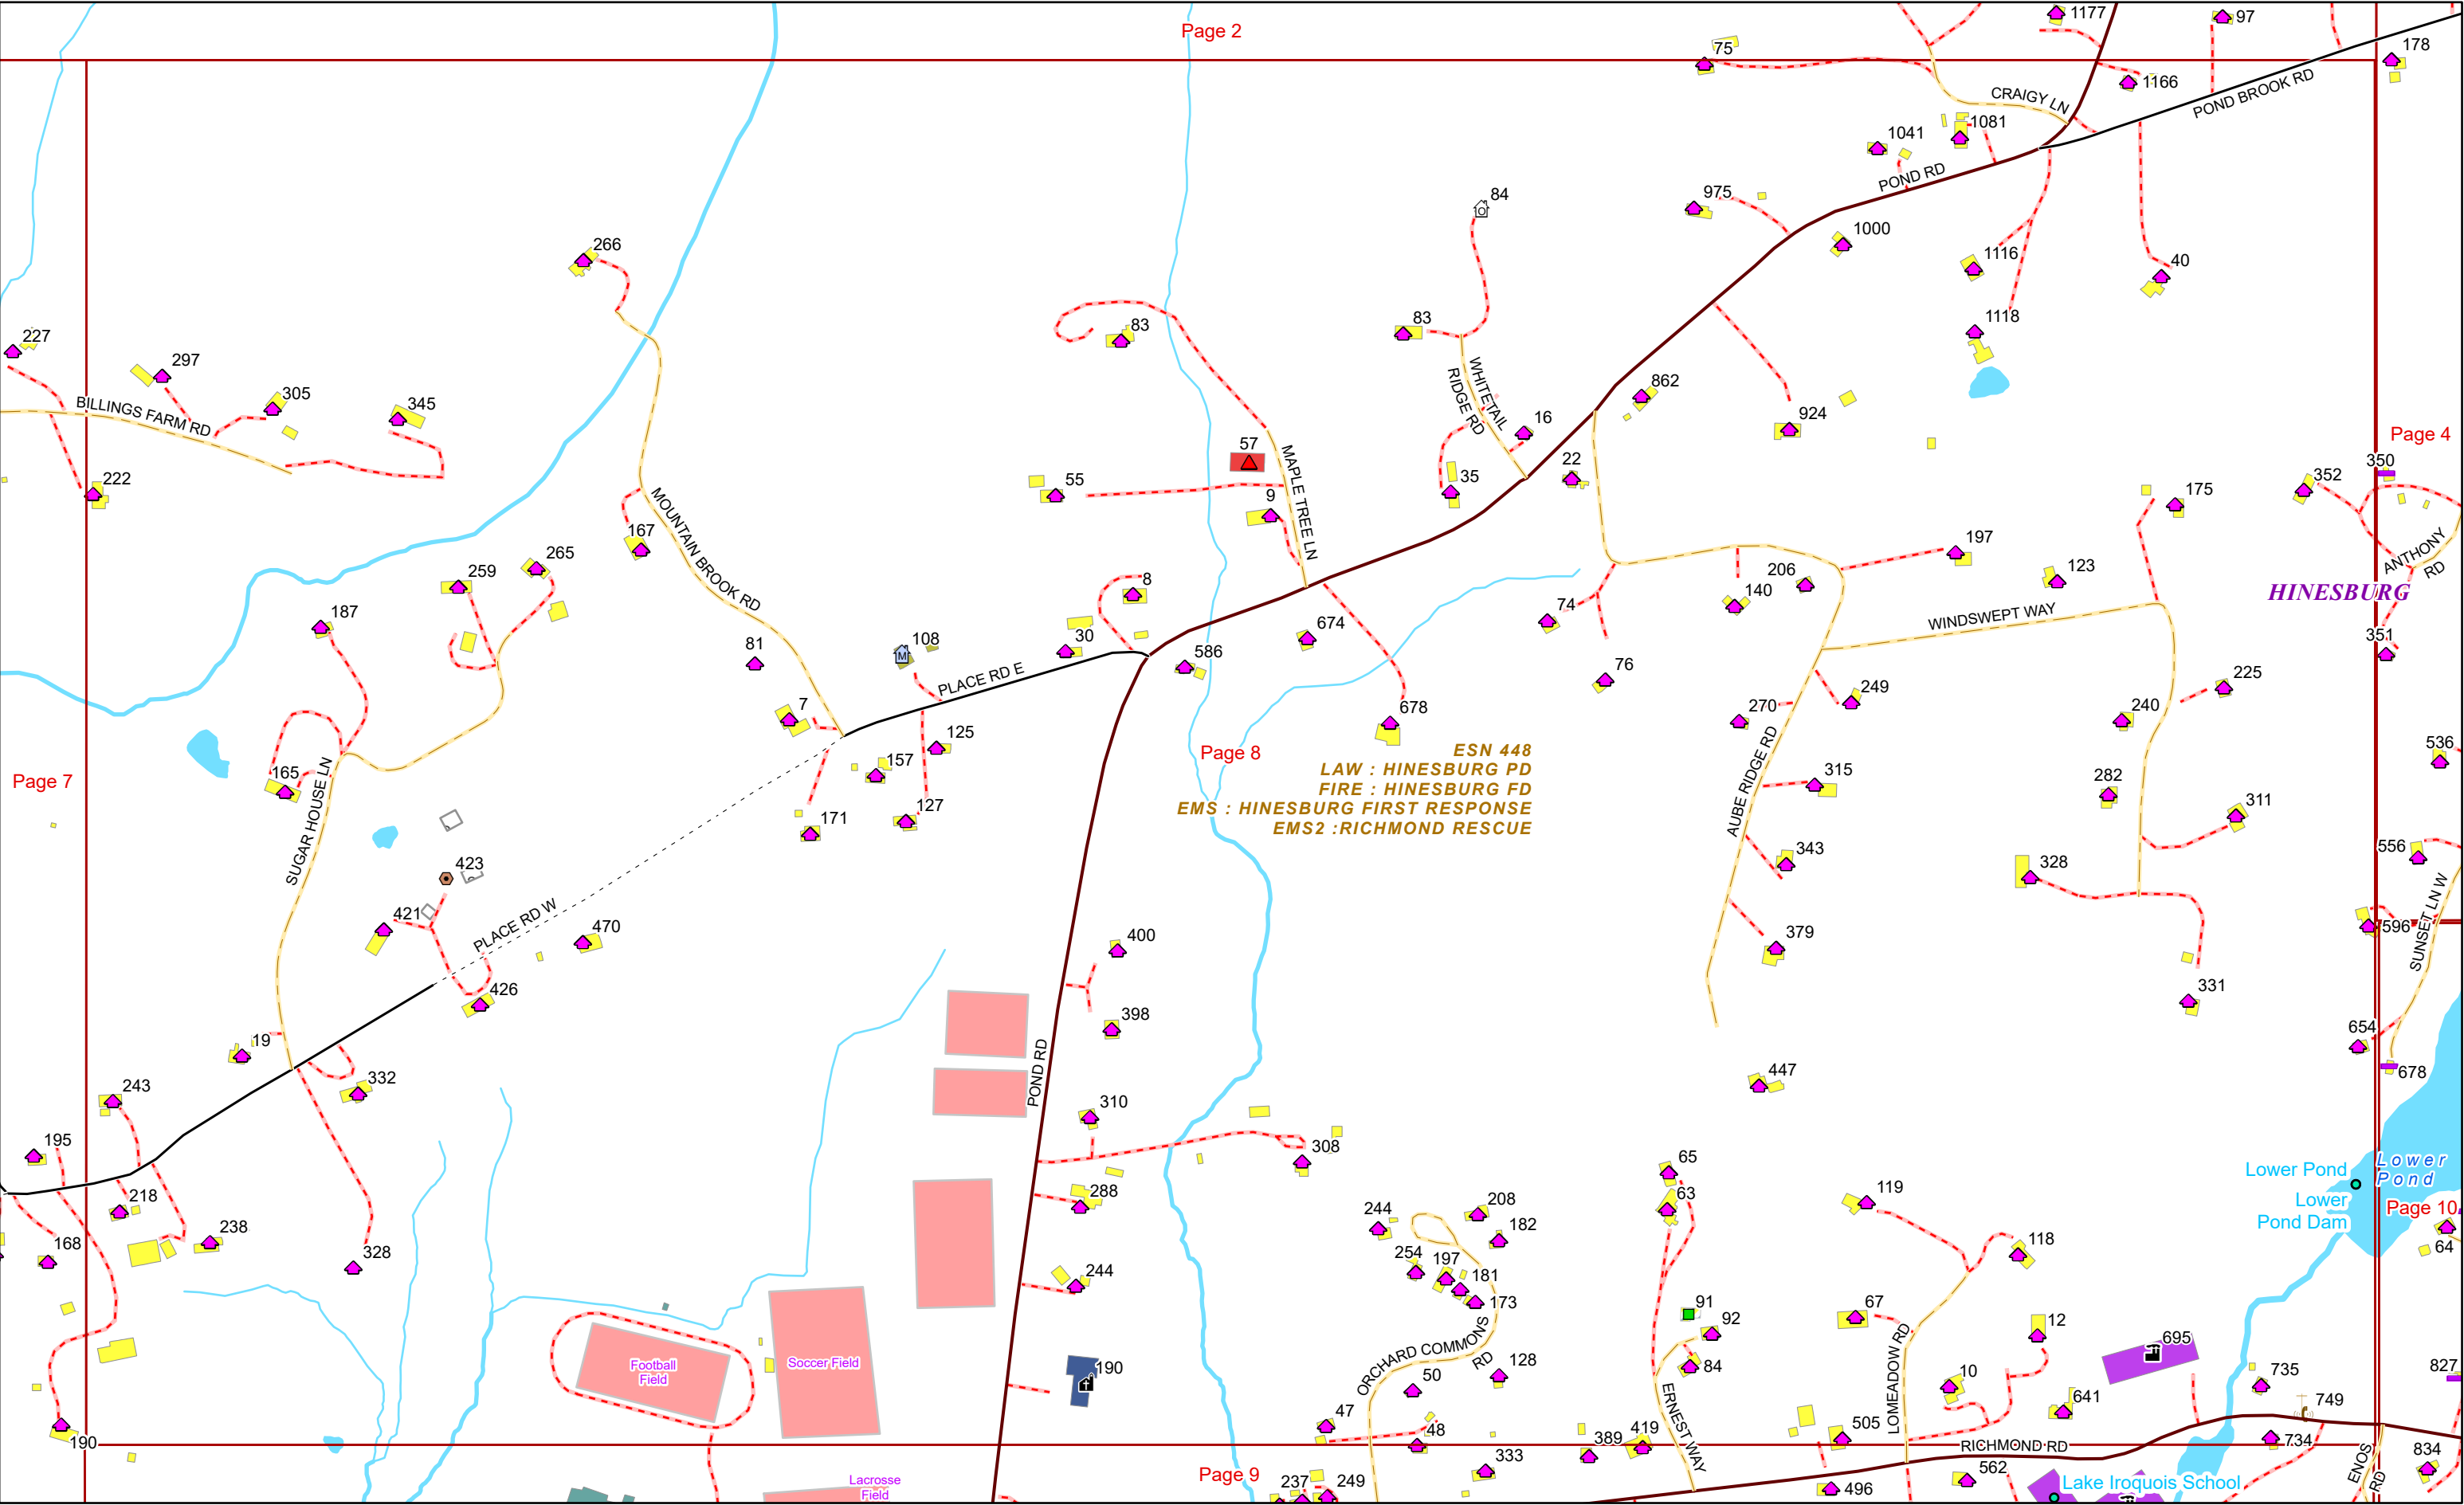 Page 2
1177
97
178
75
1166
POND BROOK RD
CRAIGY LN
1081
1041
POND RD
84
975
1000
1116
40
266
1118
227
83
83
297
305
345
BILLINGS FARM RD
WHITETAIL
RIDGE RD
862
16
924
Page 4
57
222
55
9
MAPLE TREE LN
35
22
350
352
175
MOUNTAIN BROOK RD
167
197
ANTHONY
RD
265
259
8
123
206
140
HINESBURG
187
74
WINDSWEPT WAY
81
108
30
674
586
351
76
PLACE RD E
225
7
249
270
240
678
125
Page 8
ESN 448
LAW : HINESBURG PD
FIRE : HINESBURG FD
EMS : HINESBURG FIRST RESPONSE
EMS2 :RICHMOND RESCUE
536
157
165
Page 7
SUGAR HOUSE LN
AUBE RIDGE RD
315
282
171
127
311
556
343
328
423
421
PLACE RD W
470
400
379
596
SUNSET LN W
426
331
398
19
654
POND RD
332
447
678
243
310
195
308
65
Lower Pond
Lower
Pond
Lower
Pond Dam
Page 10
218
288
63
119
208
244
182
238
168
328
118
64
254
197
244
181
173
91
67
92
12
ORCHARD COMMONS
RD
LOMEADOW RD
695
Football
Field
Soccer Field
190
128
84
50
10
735
827
ERNEST WAY
47
641
749
48
505
190
389
419
RICHMOND RD
734
333
ENOS
RD
834
Page 9
Lacrosse
Field
237
249
496
562
Lake Iroquois School